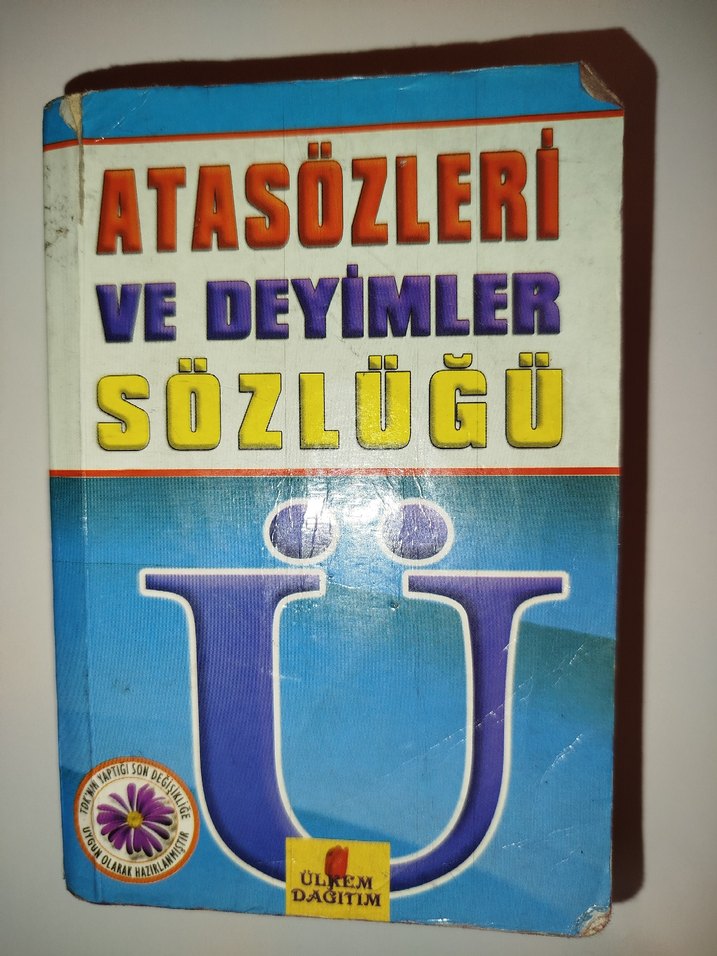 ATASÖZLERİ
VE DEYİMLER
SÖZLÜĞÜ
Ü
TDK'NIN YAPTIĞI SON DEĞİŞİKLİĞE
UYGUN OLARAK HAZIRLANMIŞTIR
ÜLKEM
DAĞITIM